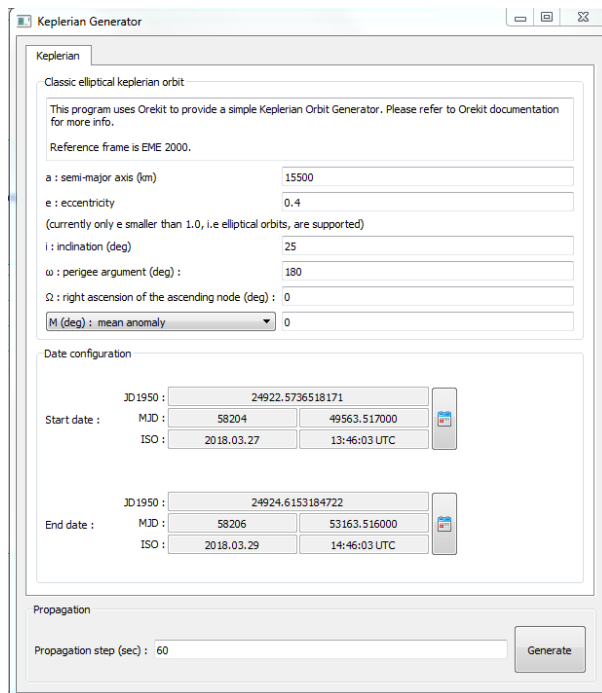 Keplerian Generator
Keplerian
Classic elliptical keplerian orbit
This program uses Orekit to provide a simple Keplerian Orbit Generator. Please refer to Orekit documentation
for more info.
Reference frame is EME 2000.
a : semi-major axis (km) 15500
e : eccentricity 0.4
(currently only e smaller than 1.0, i.e elliptical orbits, are supported)
i : inclination (deg) 25
ω : perigee argument (deg) : 180
Ω : right ascension of the ascending node (deg) : 0
M (deg) : mean anomaly 0
Date configuration
JD1950 : 24922.5736518171
Start date : MJD : 58204 49563.517000
ISO : 2018.03.27 13:46:03 UTC
JD1950 : 24924.6153184722
End date : MJD : 58206 53163.516000
ISO : 2018.03.29 14:46:03 UTC
Propagation
Propagation step (sec) : 60 Generate